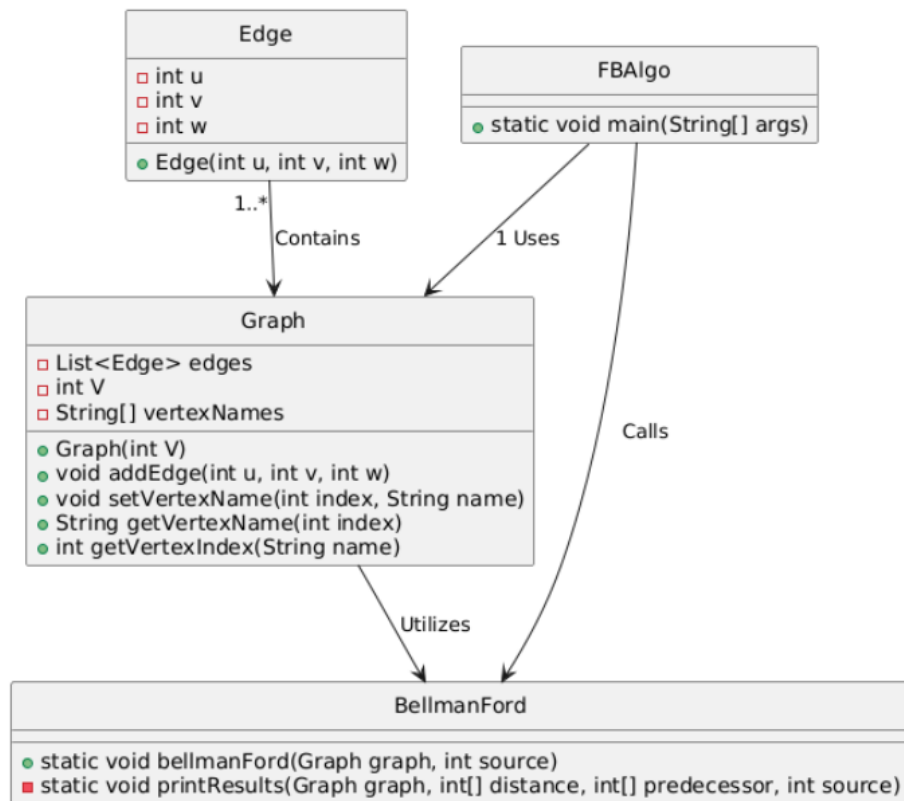 Edge
int u
int v
int w
Edge(int u, int v, int w)
FBAlgo
static void main(String[] args)
1..*
Contains
1 Uses
Graph
List<Edge> edges
int V
String[] vertexNames
Graph(int V)
void addEdge(int u, int v, int w)
void setVertexName(int index, String name)
String getVertexName(int index)
int getVertexIndex(String name)
Calls
Utilizes
BellmanFord
static void bellmanFord(Graph graph, int source)
static void printResults(Graph graph, int[] distance, int[] predecessor, int source)